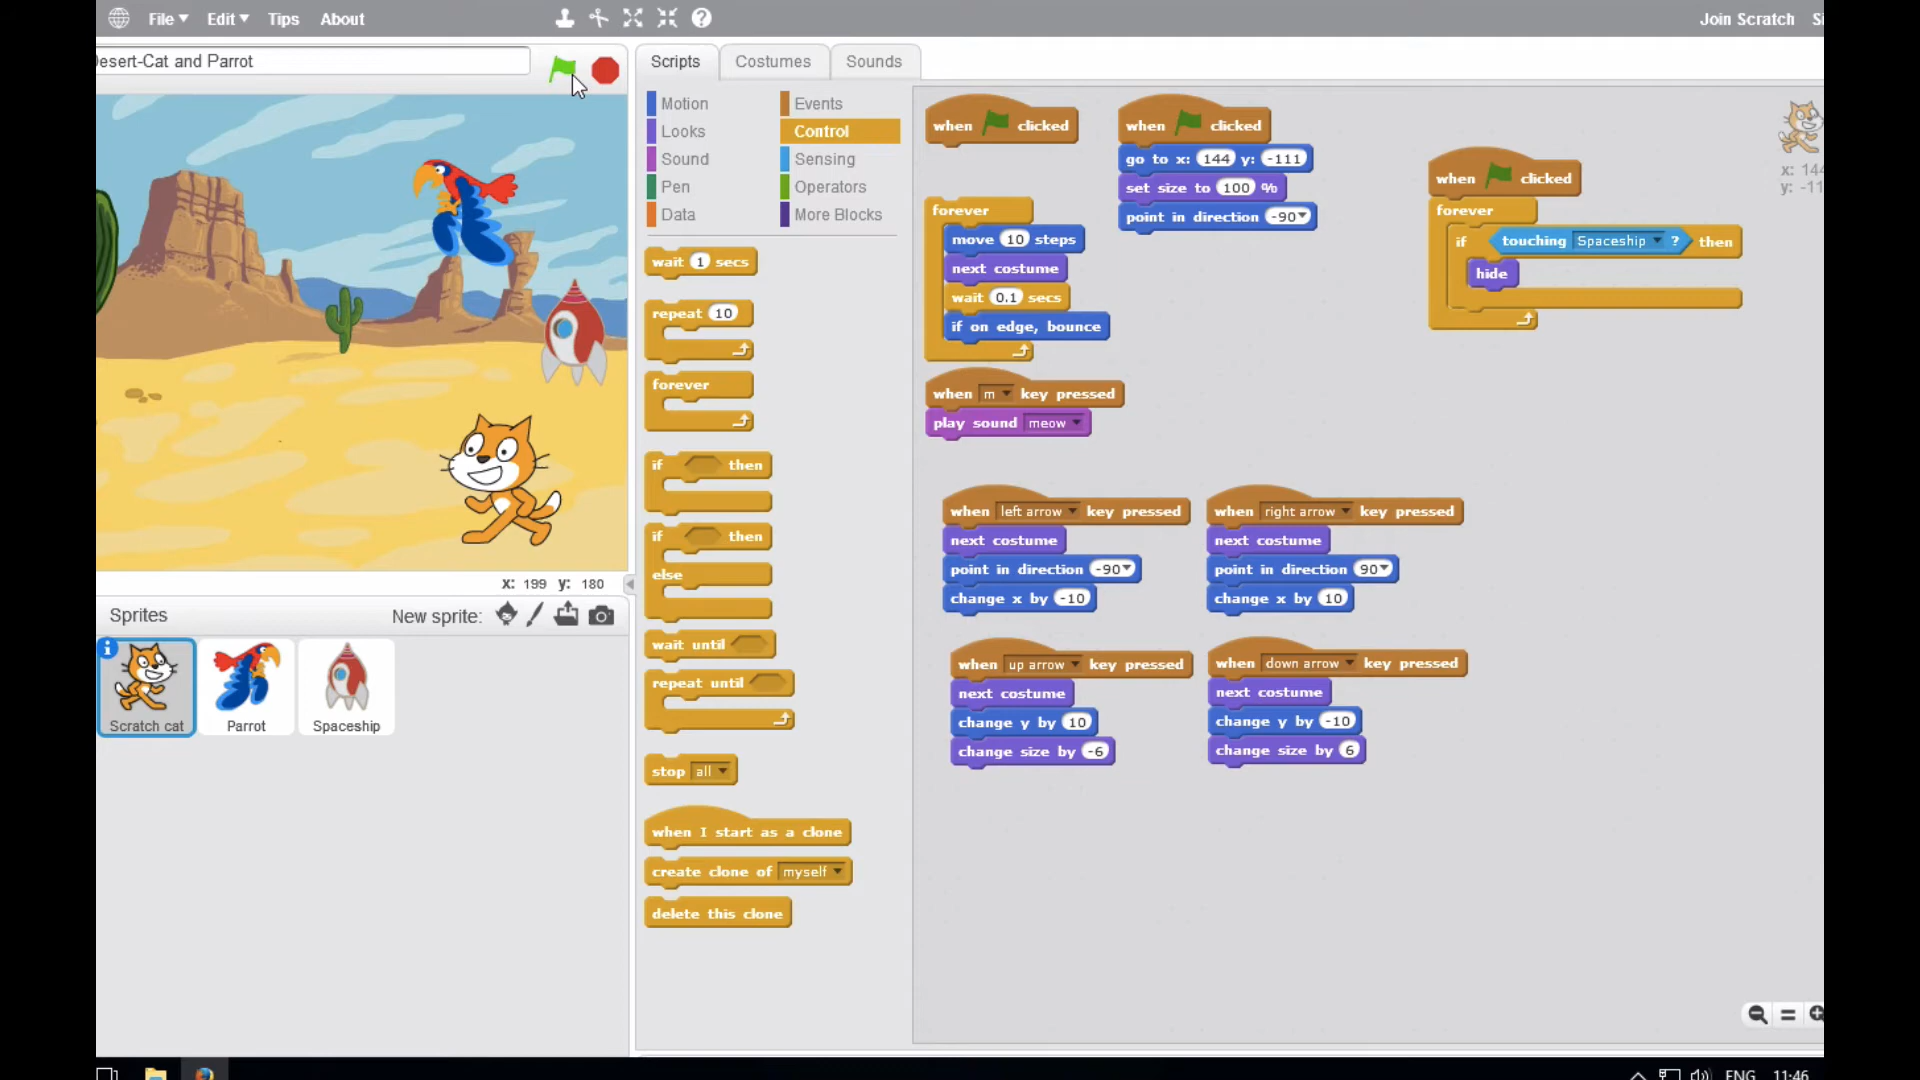 File Edit Tips About Join Scratch
Desert-Cat and Parrot
Scripts Costumes Sounds
Motion Events
Looks Control
Sound Sensing
Pen Operators
Data More Blocks
wait 1 secs
repeat 10
forever
if then
if then
else
wait until
repeat until
stop all
when I start as a clone
create clone of myself
delete this clone
x: 199 y: 180
Sprites New sprite:
Scratch cat Parrot Spaceship
when clicked
forever
move 10 steps
next costume
wait 0.1 secs
if on edge, bounce
when m key pressed
play sound meow
when clicked
go to x: 144 y: -111
set size to 100 %
point in direction -90
when clicked
forever
if touching Spaceship ? then
hide
when left arrow key pressed
next costume
point in direction -90
change x by -10
when right arrow key pressed
next costume
point in direction 90
change x by 10
when up arrow key pressed
next costume
change y by 10
change size by -6
when down arrow key pressed
next costume
change y by -10
change size by 6
ENG 11:46